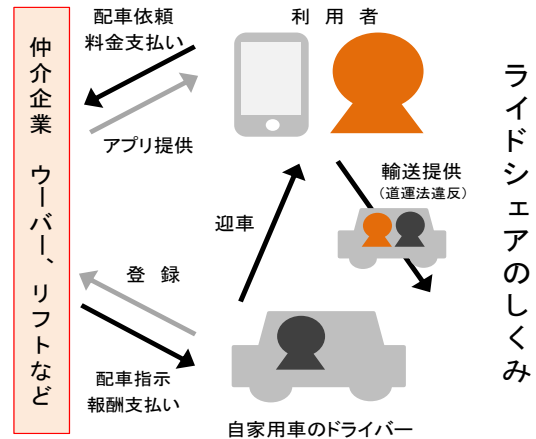 ライドシェアのしくみ
配車依頼
料金支払い
利用者
アプリ提供
仲介企業 ウーバー、リフトなど
輸送提供
(道運法違反)
迎車
登録
配車指示
報酬支払い
自家用車のドライバー